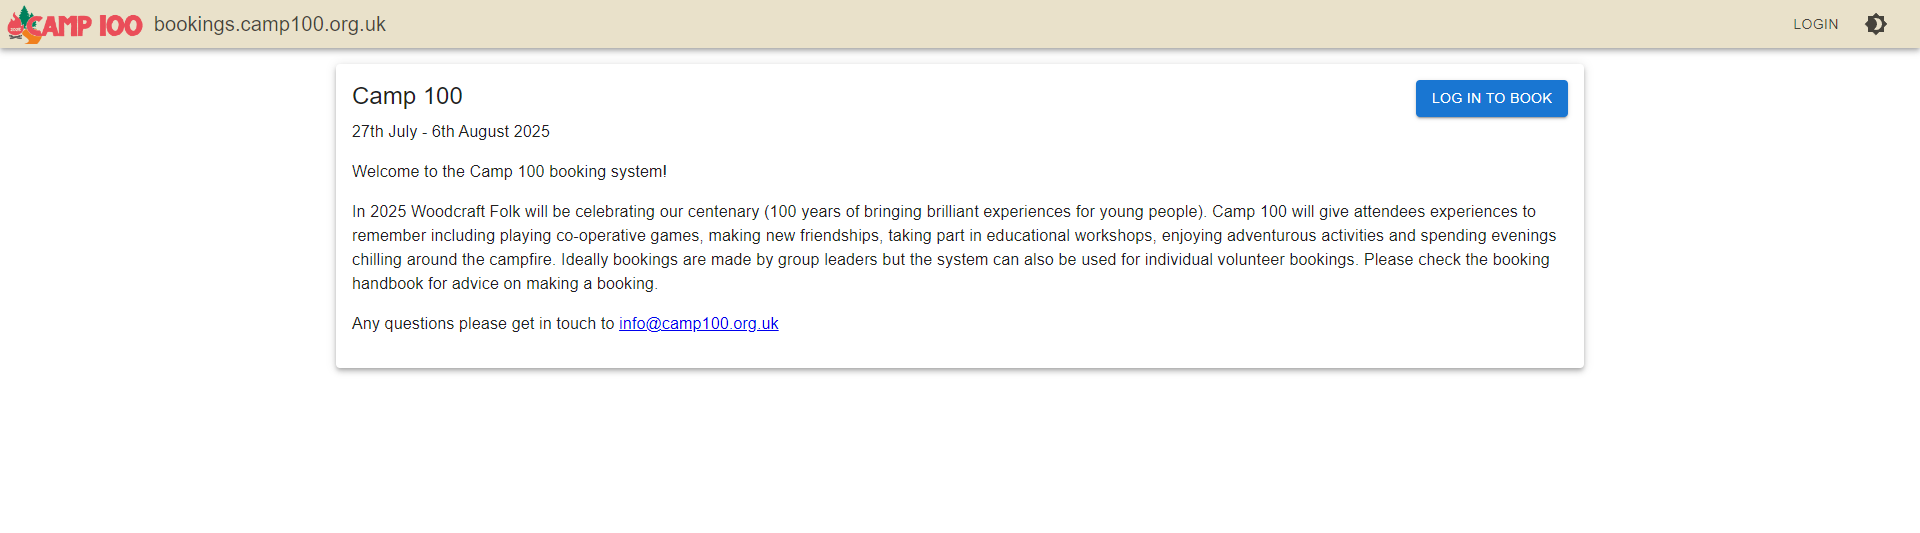 CAMP 100 bookings.camp100.org.uk LOGIN
Camp 100 LOG IN TO BOOK
27th July - 6th August 2025
Welcome to the Camp 100 booking system!
In 2025 Woodcraft Folk will be celebrating our centenary (100 years of bringing brilliant experiences for young people). Camp 100 will give attendees experiences to
remember including playing co-operative games, making new friendships, taking part in educational workshops, enjoying adventurous activities and spending evenings
chilling around the campfire. Ideally bookings are made by group leaders but the system can also be used for individual volunteer bookings. Please check the booking
handbook for advice on making a booking.
Any questions please get in touch to info@camp100.org.uk